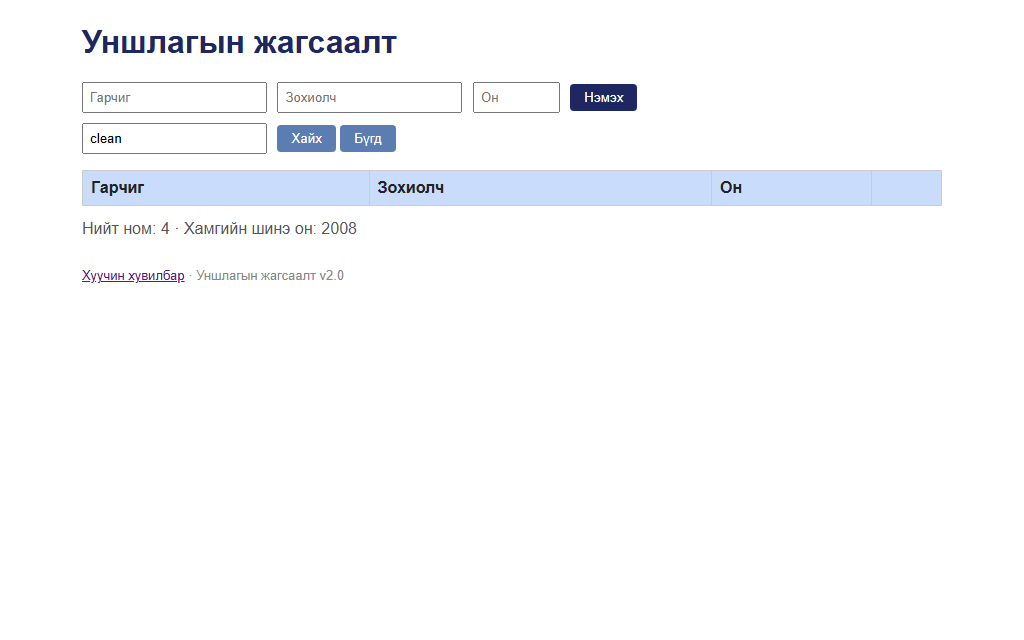 Уншлагын жагсаалт
Гарчиг Зохиолч Он Нэмэх
clean Хайх Бүгд
Гарчиг Зохиолч Он
Нийт ном: 4 · Хамгийн шинэ он: 2008
Хуучин хувилбар · Уншлагын жагсаалт v2.0